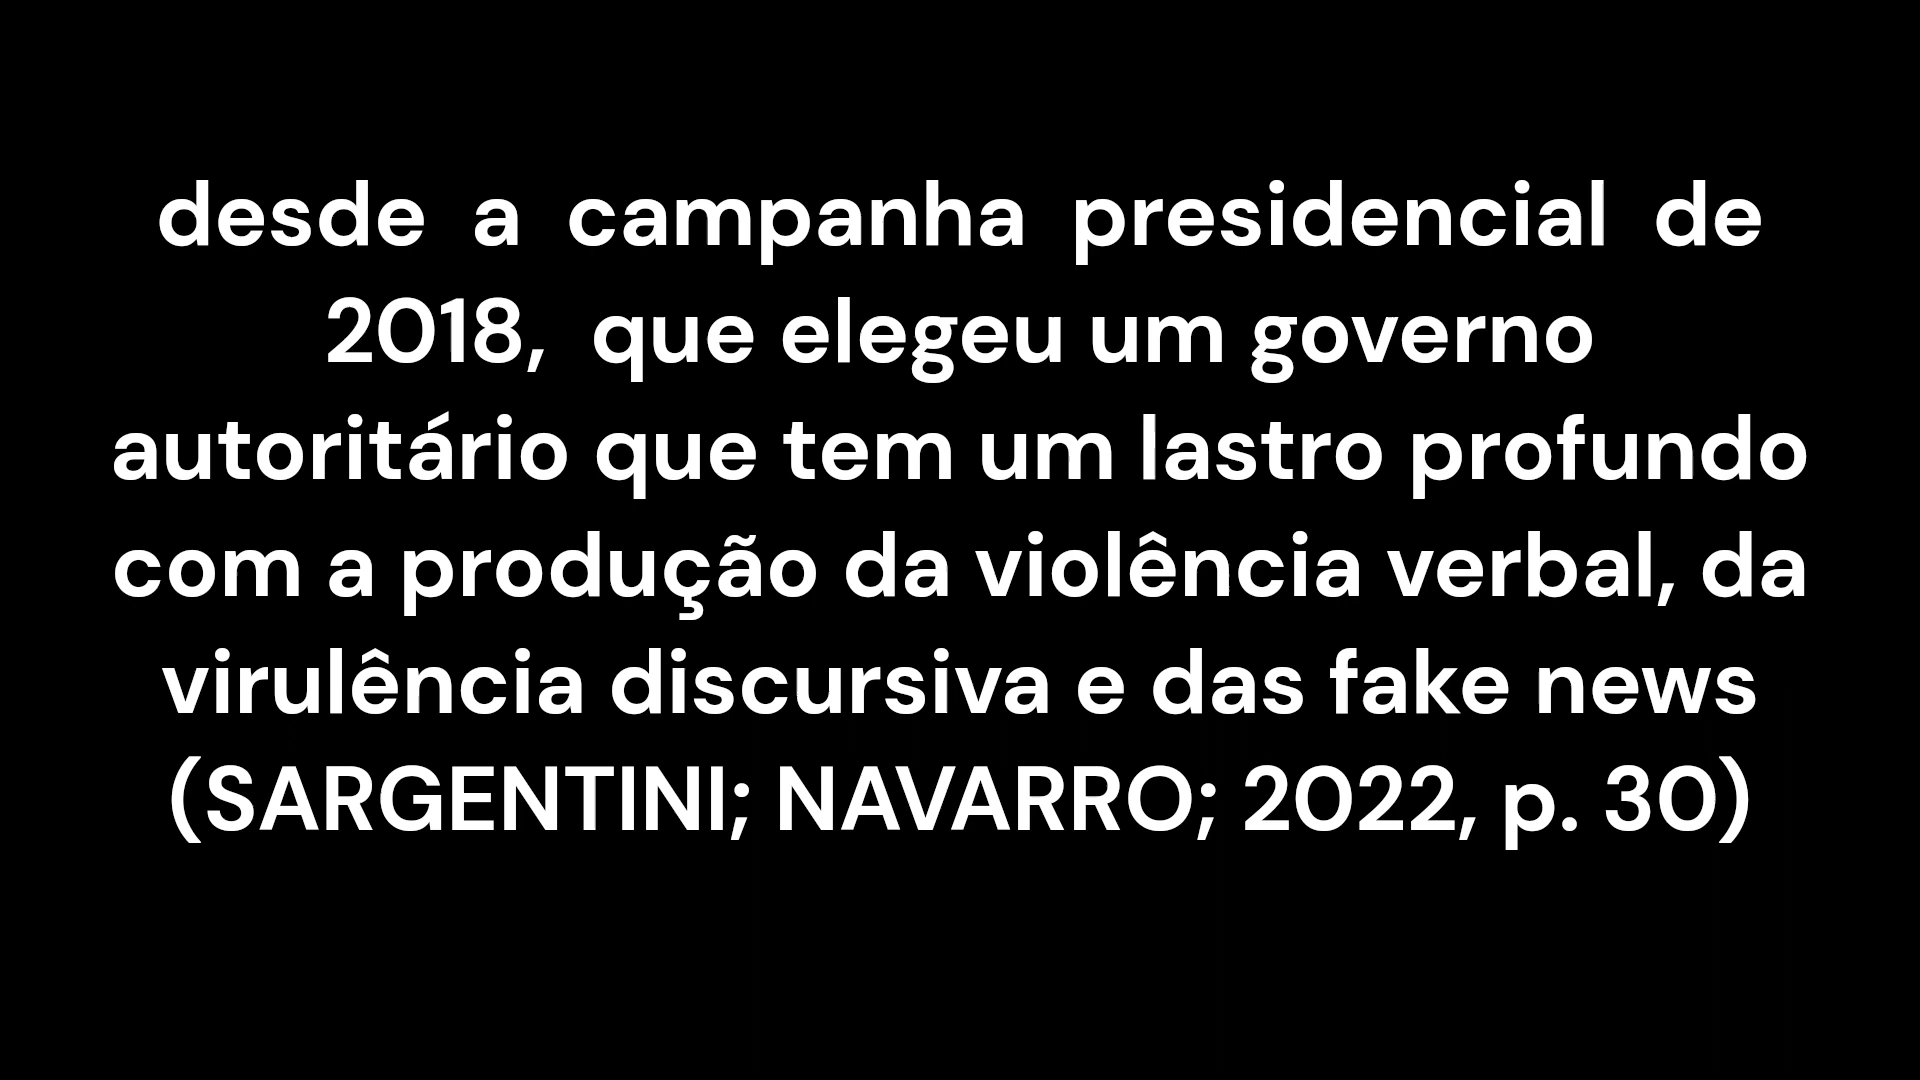 desde a campanha presidencial de
2018, que elegeu um governo
autoritário que tem um lastro profundo
com a produção da violência verbal, da
virulência discursiva e das fake news
(SARGENTINI; NAVARRO; 2022, p. 30)